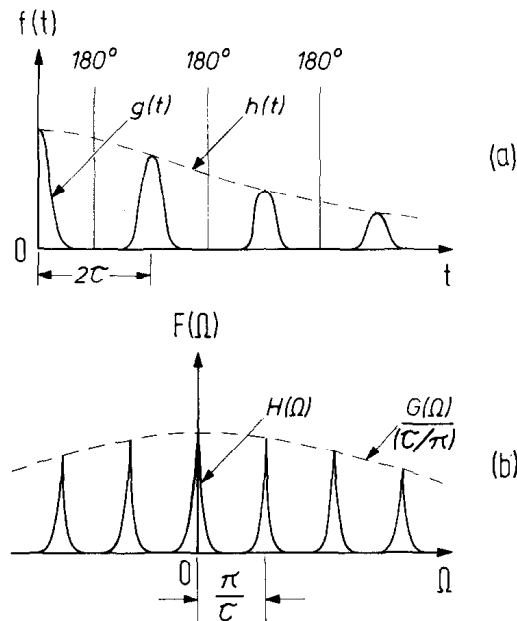 f(t)
180° 180° 180°
g(t) h(t)
(a)
0
2τ t
F(Ω)
H(Ω) G(Ω)
(τ/π)
(b)
0 π Ω
τ